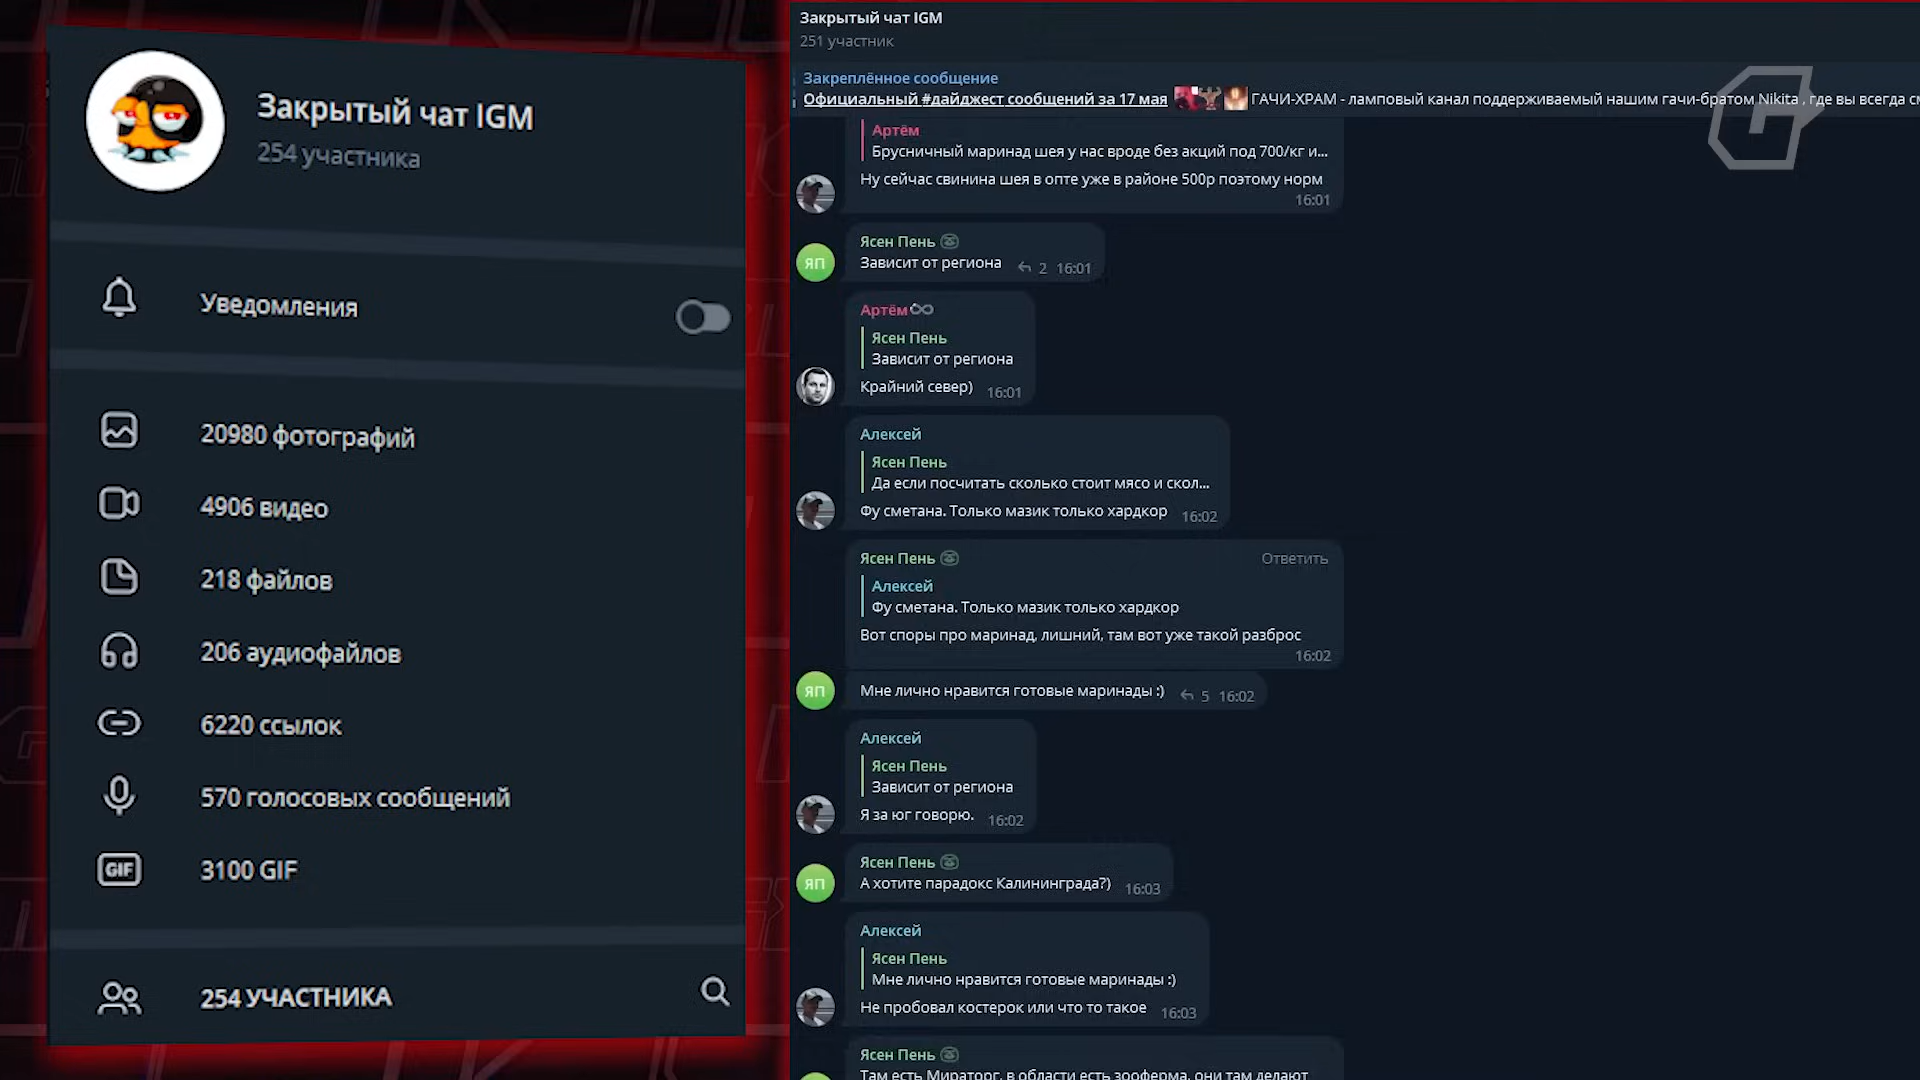 Закрытый чат IGM
254 участника
Уведомления
20980 фотографий
4906 видео
218 файлов
206 аудиофайлов
6220 ссылок
570 голосовых сообщений
GIF
3100 GIF
254 УЧАСТНИКА
Закрытый чат IGM
251 участник
Закреплённое сообщение
Официальный #дайджест сообщений за 17 мая ГАЧИ-ХРАМ - ламповый канал поддерживаемый нашим гачи-братом Nikita , где вы всегда
Артём
Брусничный маринад шея у нас вроде без акций под 700/кг и...
Ну сейчас свинина шея в опте уже в районе 500р поэтому норм
16:01
Ясен Пень
ЯП
Зависит от региона 2 16:01
Артём
Ясен Пень
Зависит от региона
Крайний север) 16:01
Алексей
Ясен Пень
Да если посчитать сколько стоит мясо и скол...
Фу сметана. Только мазик только хардкор 16:02
Ясен Пень Ответить
Алексей
Фу сметана. Только мазик только хардкор
Вот споры про маринад, лишний, там вот уже такой разброс
16:02
ЯП
Мне лично нравится готовые маринады :) 5 16:02
Алексей
Ясен Пень
Зависит от региона
Я за юг говорю. 16:02
Ясен Пень
ЯП
А хотите парадокс Калининграда?) 16:03
Алексей
Ясен Пень
Мне лично нравится готовые маринады :)
Не пробовал костерок или что то такое 16:03
Ясен Пень
Там есть Мираторг, в области есть зооферма, они там делают